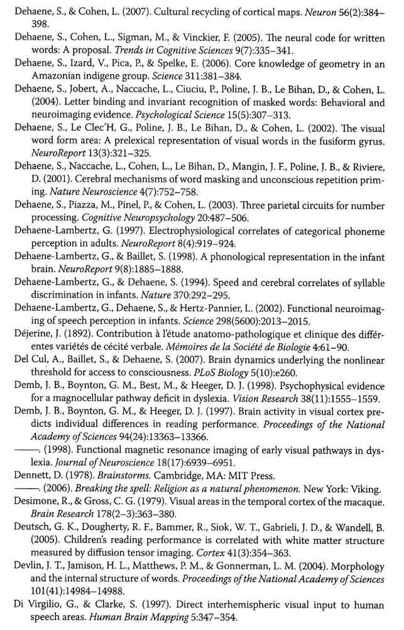 Dehaene, S., & Cohen, L. (2007). Cultural recycling of cortical maps. Neuron 56(2):384–
398.
Dehaene, S., Cohen, L., Sigman, M., & Vinckier, F. (2005). The neural code for written
words: A proposal. Trends in Cognitive Sciences 9(7):335–341.
Dehaene, S., Izard, V., Pica, P., & Spelke, E. (2006). Core knowledge of geometry in an
Amazonian indigene group. Science 311:381–384.
Dehaene, S., Jobert, A., Naccache, L., Ciuciu, P., Poline, J. B., Le Bihan, D., & Cohen, L.
(2004). Letter binding and invariant recognition of masked words: Behavioral and
neuroimaging evidence. Psychological Science 15(5):307–313.
Dehaene, S., Le Clec'H, G., Poline, J. B., Le Bihan, D., & Cohen, L. (2002). The visual
word form area: A prelexical representation of visual words in the fusiform gyrus.
NeuroReport 13(3):321–325.
Dehaene, S., Naccache, L., Cohen, L., Le Bihan, D., Mangin, J. F., Poline, J. B., & Riviere,
D. (2001). Cerebral mechanisms of word masking and unconscious repetition prim-
ing. Nature Neuroscience 4(7):752–758.
Dehaene, S., Piazza, M., Pinel, P., & Cohen, L. (2003). Three parietal circuits for number
processing. Cognitive Neuropsychology 20:487–506.
Dehaene-Lambertz, G. (1997). Electrophysiological correlates of categorical phoneme
perception in adults. NeuroReport 8(4):919–924.
Dehaene-Lambertz, G., & Baillet, S. (1998). A phonological representation in the infant
brain. NeuroReport 9(8):1885–1888.
Dehaene-Lambertz, G., & Dehaene, S. (1994). Speed and cerebral correlates of syllable
discrimination in infants. Nature 370:292–295.
Dehaene-Lambertz, G., Dehaene, S., & Hertz-Pannier, L. (2002). Functional neuroimag-
ing of speech perception in infants. Science 298(5600):2013–2015.
Déjerine, J. (1892). Contribution à l'étude anatomo-pathologique et clinique des différ-
entes variétés de cécité verbale. Mémoires de la Société de Biologie 4:61–90.
Del Cul, A., Baillet, S., & Dehaene, S. (2007). Brain dynamics underlying the nonlinear
threshold for access to consciousness. PLoS Biology 5(10):e260.
Demb, J. B., Boynton, G. M., Best, M., & Heeger, D. J. (1998). Psychophysical evidence
for a magnocellular pathway deficit in dyslexia. Vision Research 38(11):1555–1559.
Demb, J. B., Boynton, G. M., & Heeger, D. J. (1997). Brain activity in visual cortex pre-
dicts individual differences in reading performance. Proceedings of the National
Academy of Sciences 94(24):13363–13366.
———. (1998). Functional magnetic resonance imaging of early visual pathways in dys-
lexia. Journal of Neuroscience 18(17):6939–6951.
Dennett, D. (1978). Brainstorms. Cambridge, MA: MIT Press.
———. (2006). Breaking the spell: Religion as a natural phenomenon. New York: Viking.
Desimone, R., & Gross, C. G. (1979). Visual areas in the temporal cortex of the macaque.
Brain Research 178(2–3):363–380.
Deutsch, G. K., Dougherty, R. F., Bammer, R., Siok, W. T., Gabrieli, J. D., & Wandell, B.
(2005). Children's reading performance is correlated with white matter structure
measured by diffusion tensor imaging. Cortex 41(3):354–363.
Devlin, J. T., Jamison, H. L., Matthews, P. M., & Gonnerman, L. M. (2004). Morphology
and the internal structure of words. Proceedings of the National Academy of Sciences
101(41):14984–14988.
Di Virgilio, G., & Clarke, S. (1997). Direct interhemispheric visual input to human
speech areas. Human Brain Mapping 5:347–354.